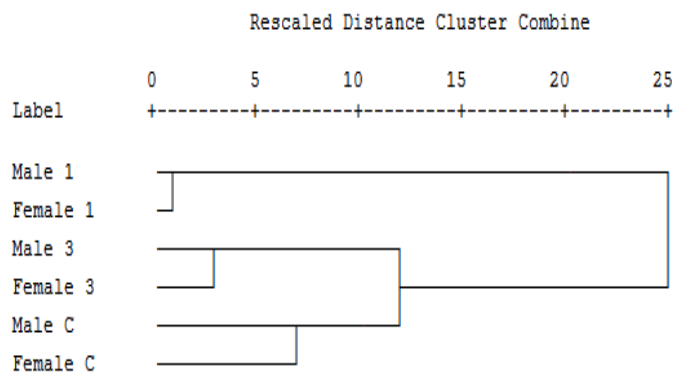 Rescaled Distance Cluster Combine
0 5 10 15 20 25
Label +---------+---------+---------+---------+---------+
Male 1
Female 1
Male 3
Female 3
Male C
Female C